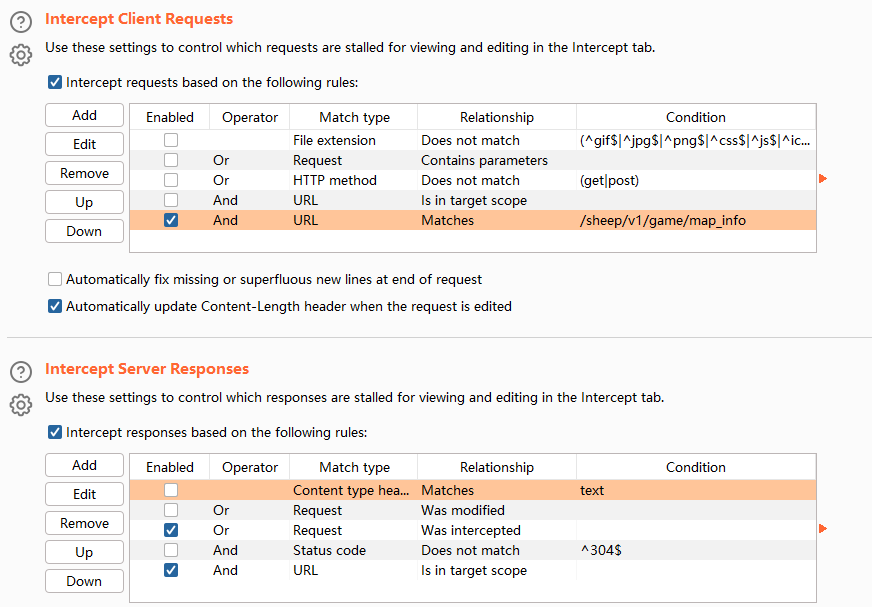 Intercept Client Requests
Use these settings to control which requests are stalled for viewing and editing in the Intercept tab.
Intercept requests based on the following rules:
Add
Edit
Remove
Up
Down
Enabled Operator Match type Relationship Condition
File extension Does not match (^gif$|^jpg$|^png$|^css$|^js$|^ic...
Or Request Contains parameters
Or HTTP method Does not match (get|post)
And URL Is in target scope
And URL Matches /sheep/v1/game/map_info
Automatically fix missing or superfluous new lines at end of request
Automatically update Content-Length header when the request is edited
Intercept Server Responses
Use these settings to control which responses are stalled for viewing and editing in the Intercept tab.
Intercept responses based on the following rules:
Add
Edit
Remove
Up
Down
Enabled Operator Match type Relationship Condition
Content type hea... Matches text
Or Request Was modified
Or Request Was intercepted
And Status code Does not match ^304$
And URL Is in target scope